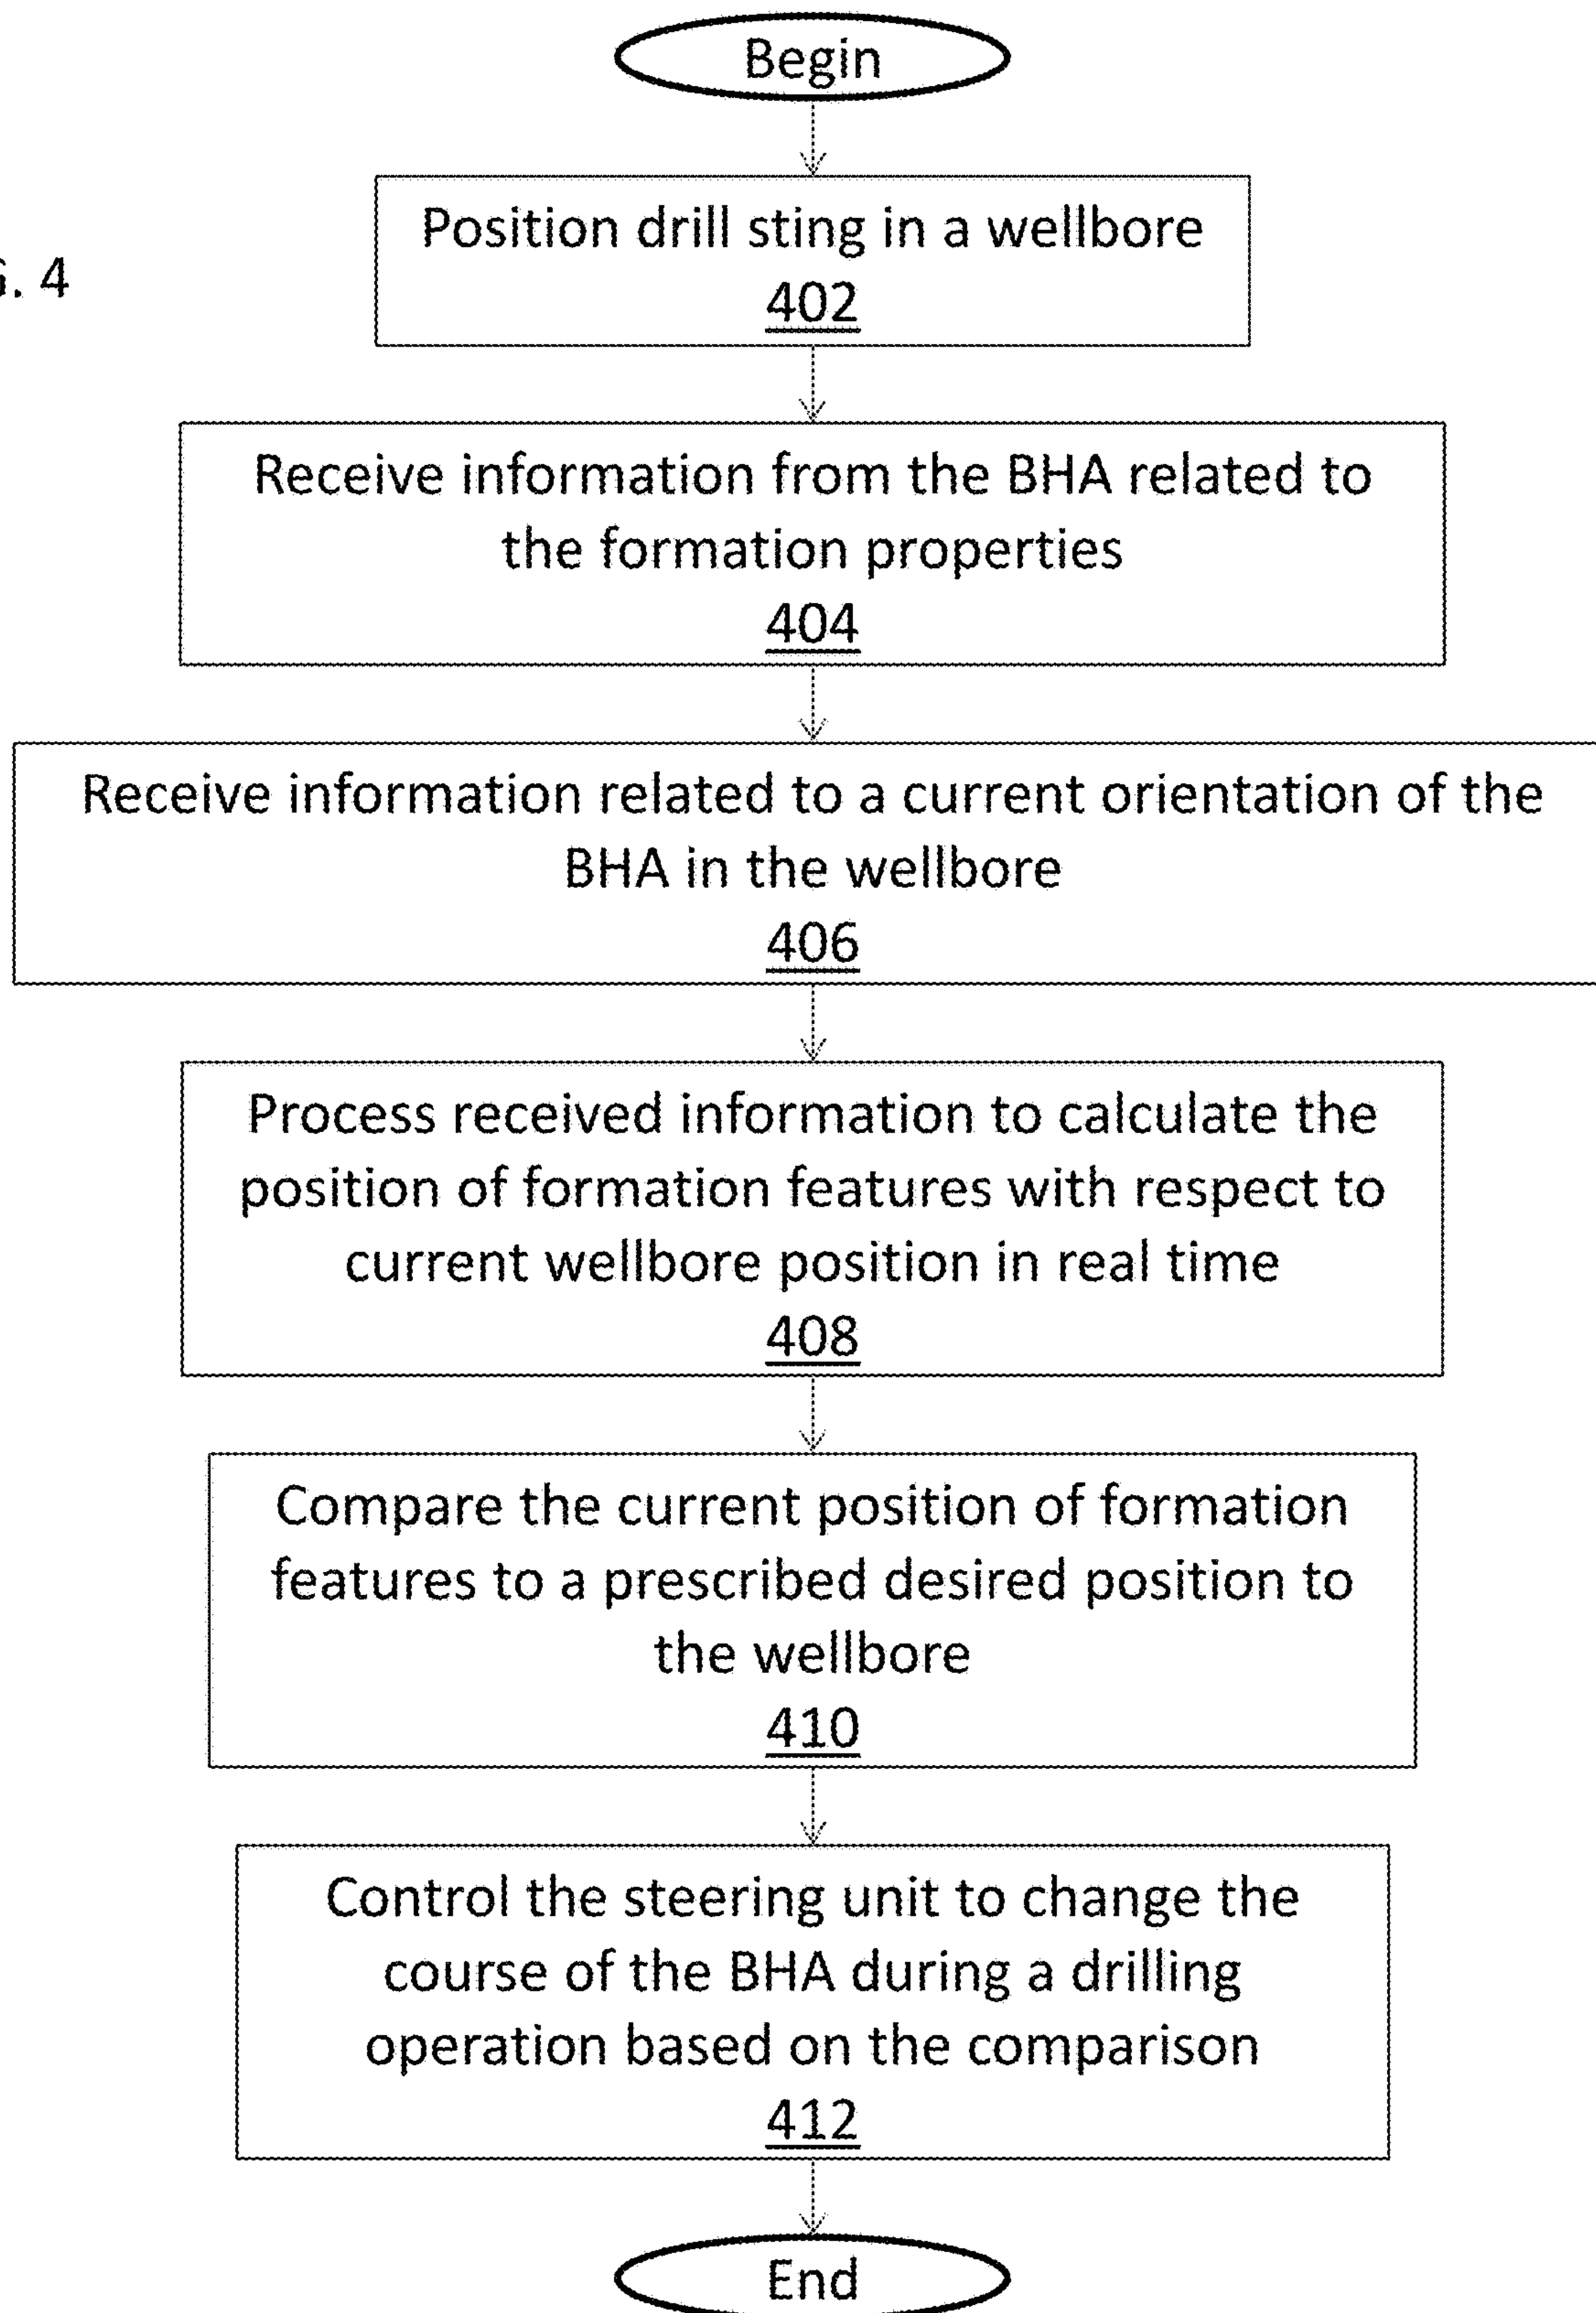 Begin
Position drill sting in a wellbore
402
G. 4
Receive information from the BHA related to
the formation properties
404
Receive information related to a current orientation of the
BHA in the wellbore
406
Process received information to calculate the
position of formation features with respect to
current wellbore position in real time
408
Compare the current position of formation
features to a prescribed desired position to
the wellbore
410
Control the steering unit to change the
course of the BHA during a drilling
operation based on the comparison
412
End